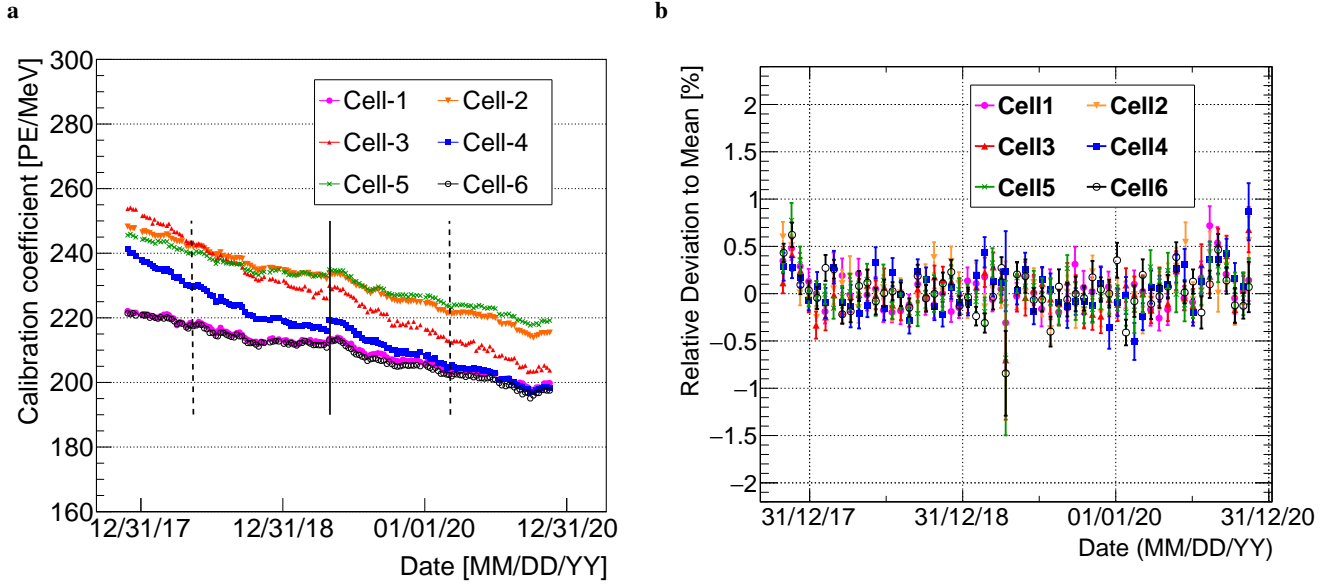 a
300
280
260
240
220
200
180
160
Calibration coefficient [PE/MeV]
Cell-1 Cell-2
Cell-3 Cell-4
Cell-5 Cell-6
12/31/17 12/31/18 01/01/20 12/31/20
Date [MM/DD/YY]
b
2
1.5
1
0.5
0
−0.5
−1
−1.5
−2
Relative Deviation to Mean [%]
Cell1 Cell2
Cell3 Cell4
Cell5 Cell6
31/12/17 31/12/18 01/01/20 31/12/20
Date (MM/DD/YY)